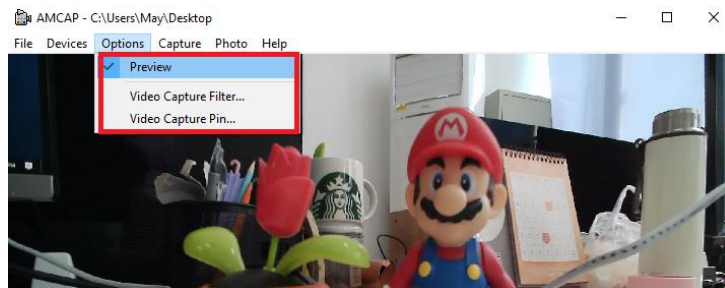 AMCAP - C:\Users\May\Desktop
File Devices Options Capture Photo Help
Preview
Video Capture Filter...
Video Capture Pin...
M